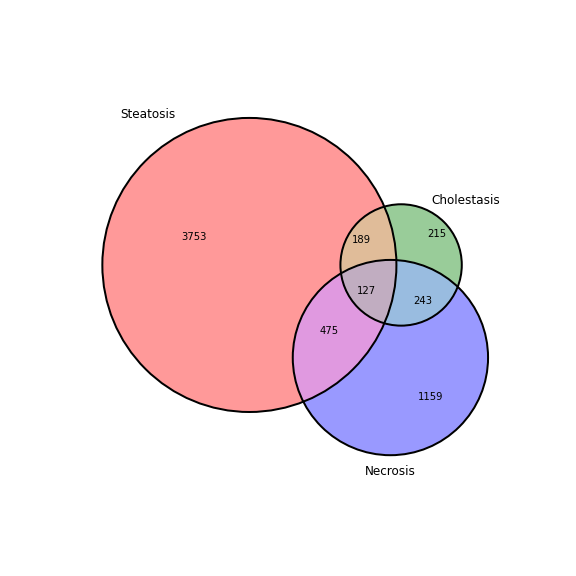 Steatosis
Cholestasis
3753
189
215
127
243
475
1159
Necrosis